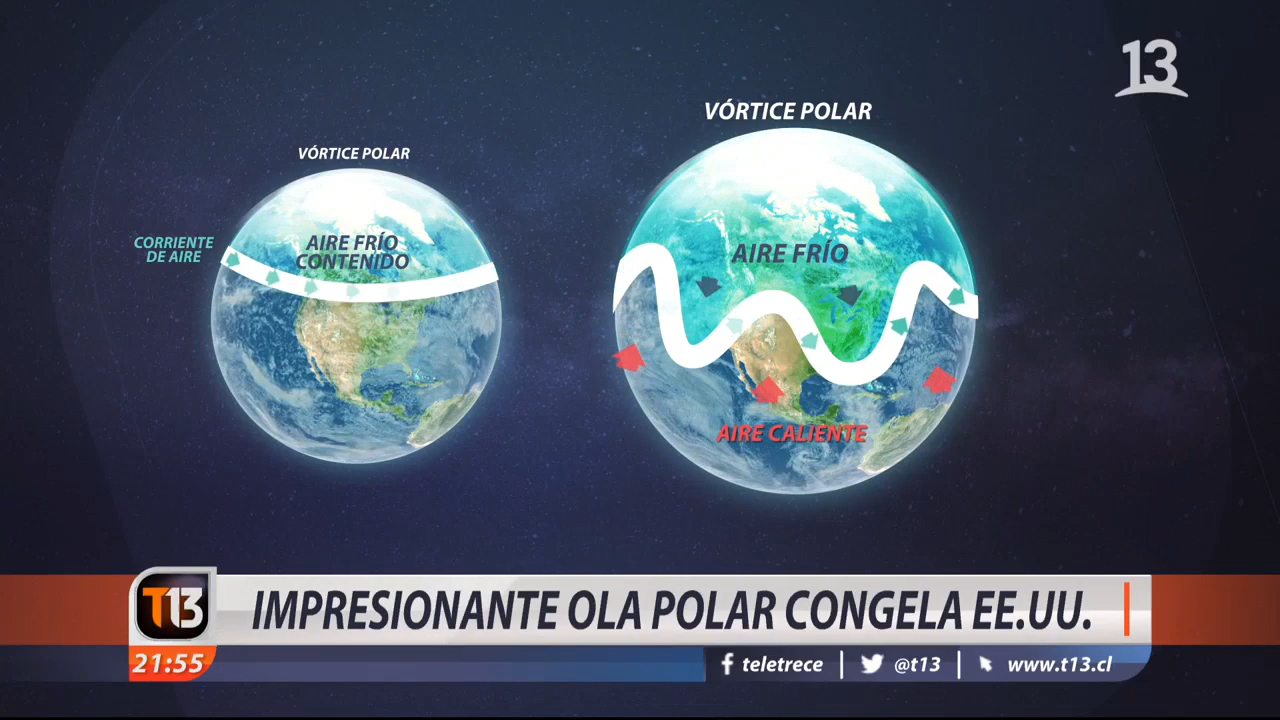 13
VÓRTICE POLAR
VÓRTICE POLAR
CORRIENTE
DE AIRE
AIRE FRÍO
CONTENIDO
AIRE FRÍO
AIRE CALIENTE
T13
IMPRESIONANTE OLA POLAR CONGELA EE.UU.
21:55
teletrece
@t13
www.t13.cl